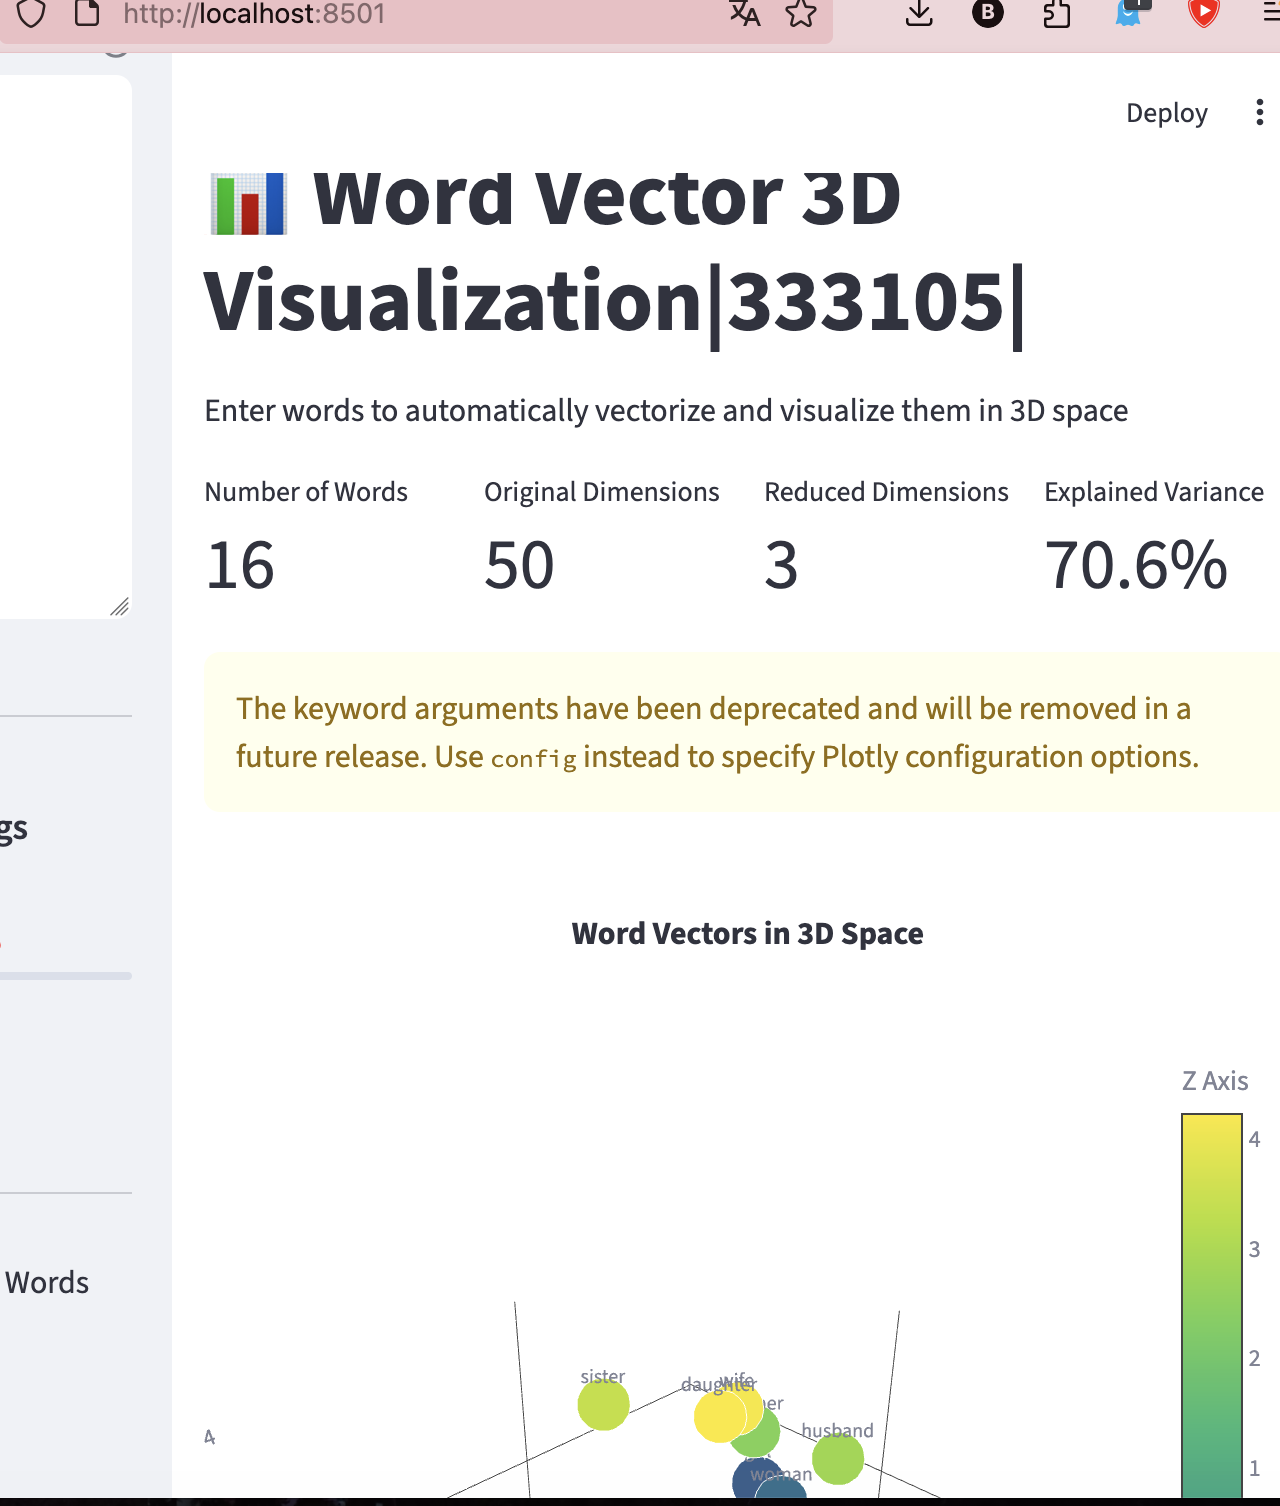 http://localhost:8501
Deploy
Word Vector 3D
Visualization|333105|
Enter words to automatically vectorize and visualize them in 3D space
Number of Words
Original Dimensions
Reduced Dimensions
Explained Variance
16
50
3
70.6%
The keyword arguments have been deprecated and will be removed in a
future release. Use config instead to specify Plotly configuration options.
gs
Word Vectors in 3D Space
Z Axis
4
3
2
1
Words
sister
daughter
wife
her
husband
woman
4